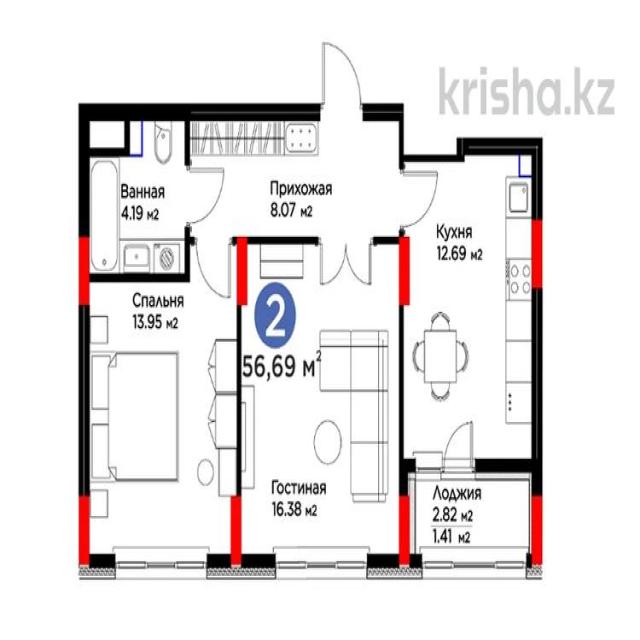 krisha.kz
Ванная
4.19 м2
Прихожая
8.07 м2
Кухня
12.69 м2
Спальня
13.95 м2
2
56,69 м2
Гостиная
16.38 м2
Лоджия
2.82 м2
1.41 м2